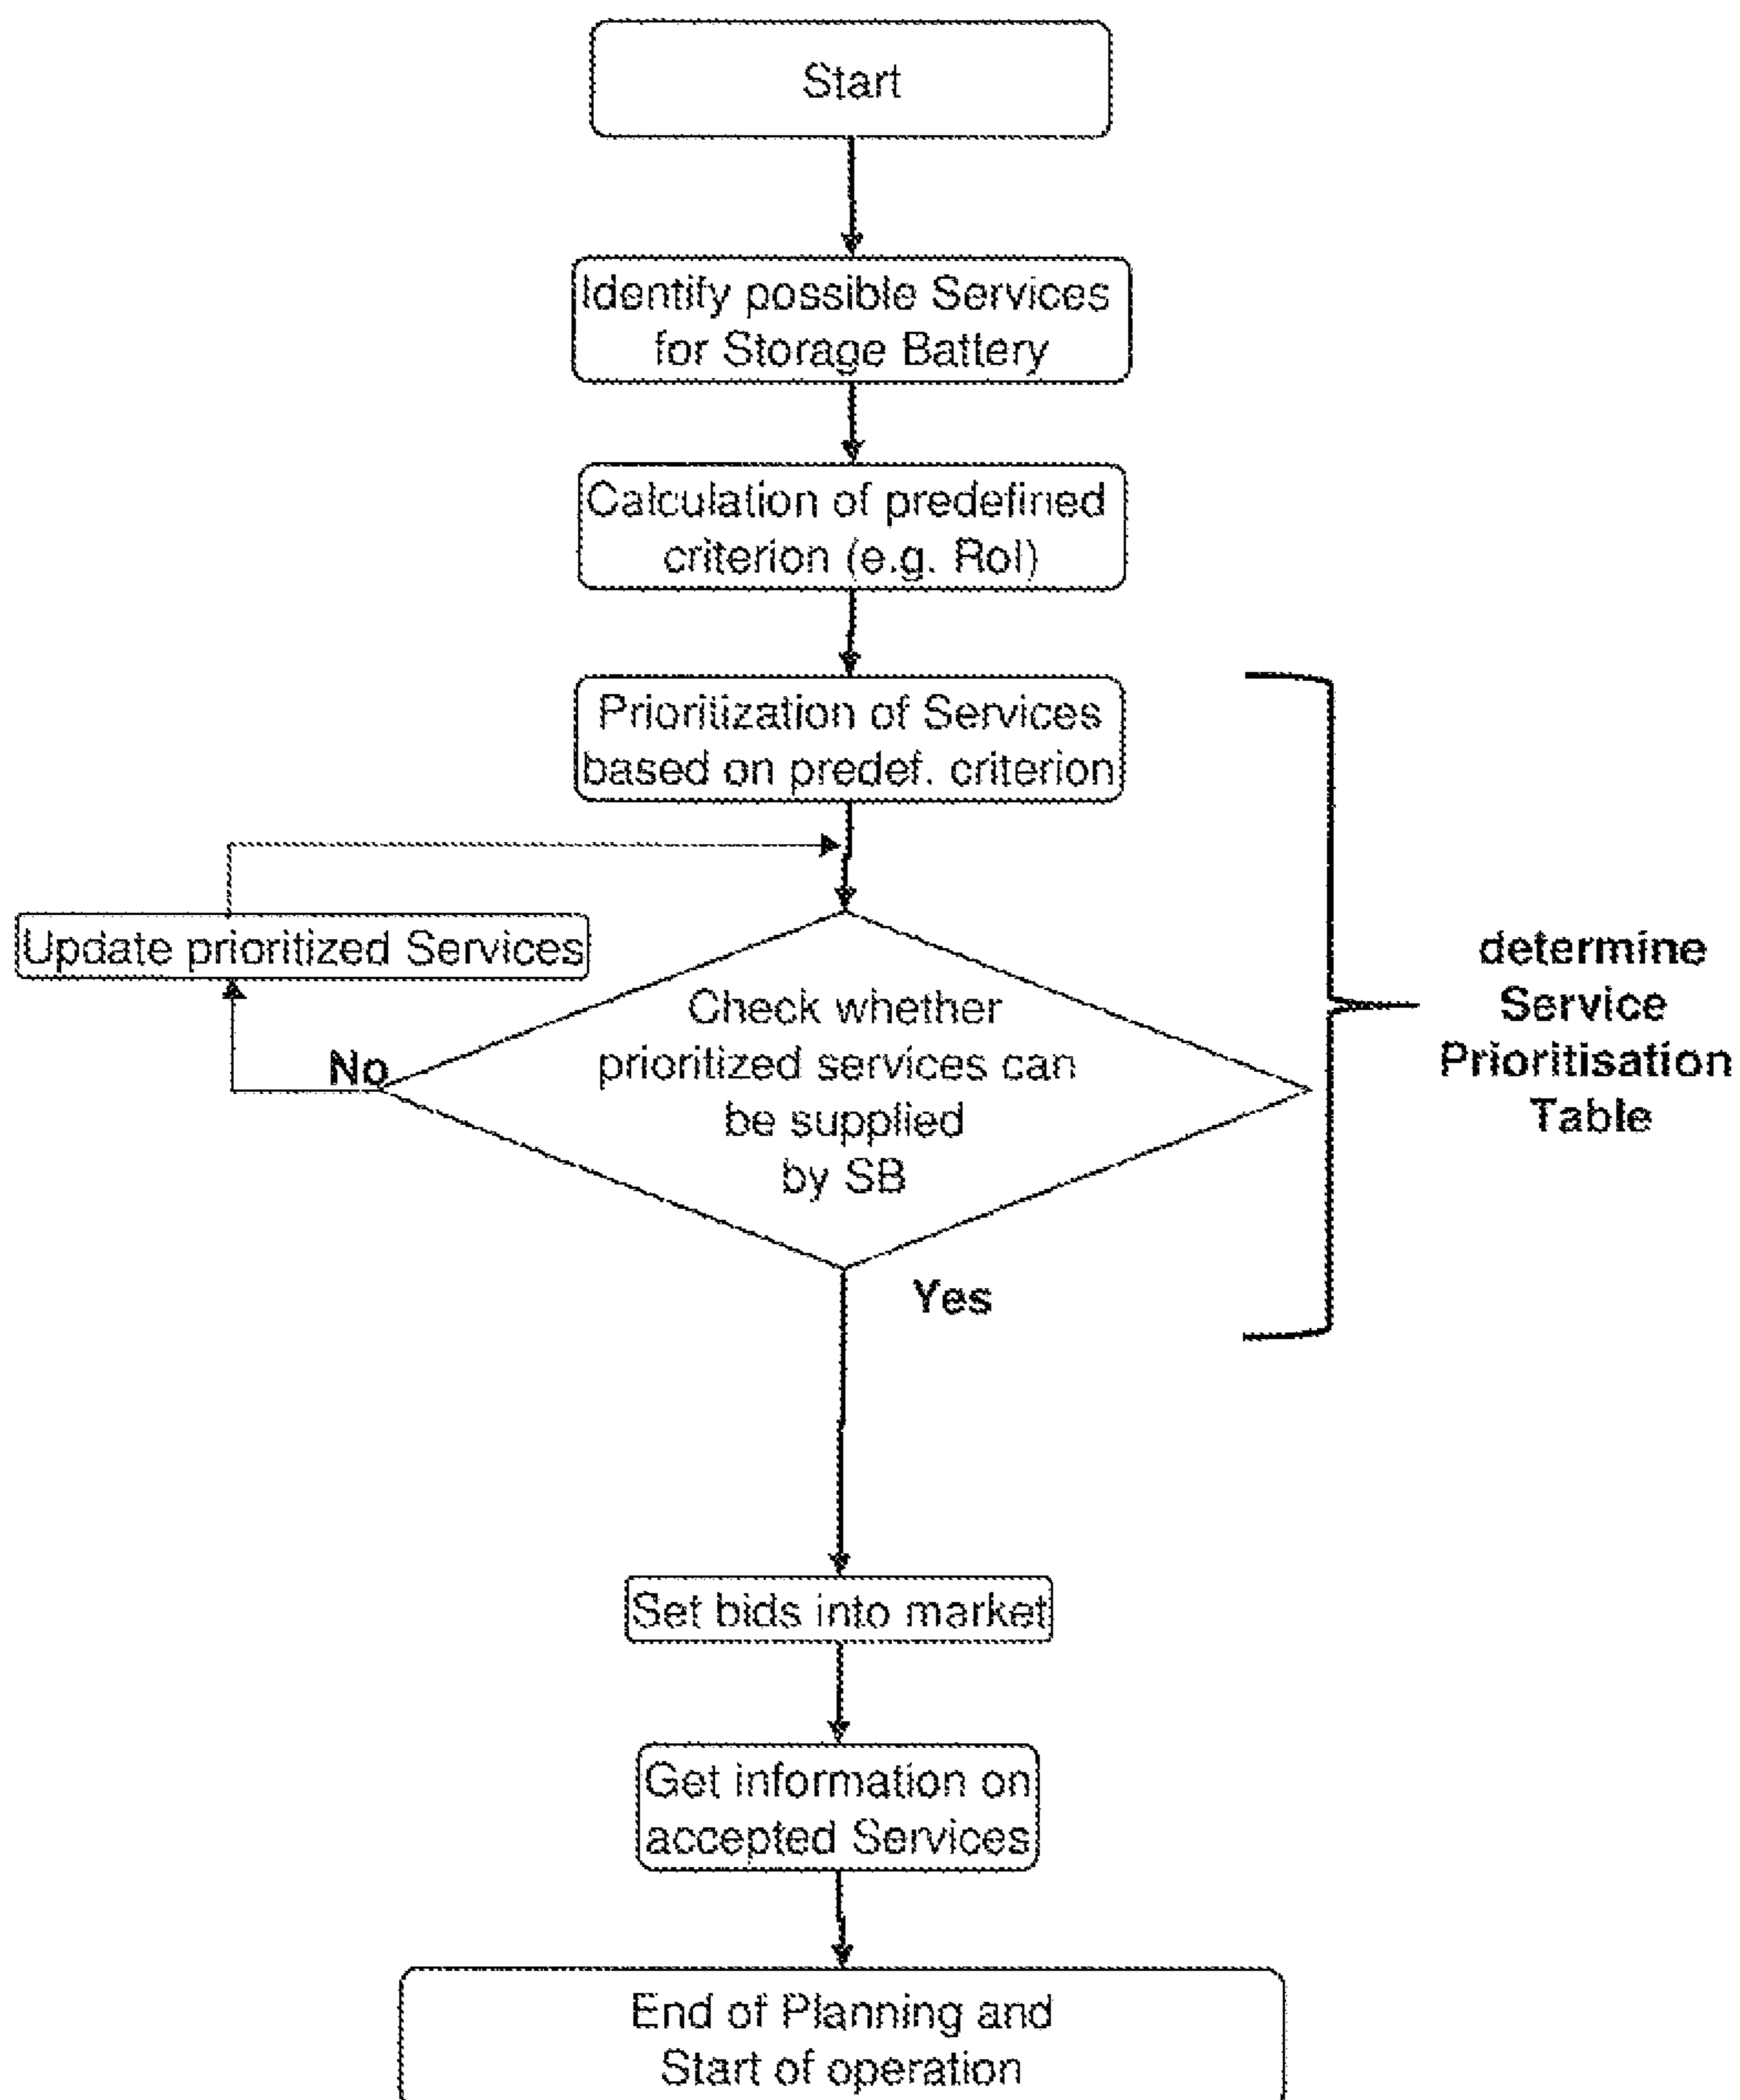 Start
Identify possible Services
for Storage Battery
Calculation of predefined
criterion (e.g. RoI)
Prioritization of Services
based on predef. criterion
Update prioritized Services
No
Check whether
prioritized services can
be supplied
by SB
Yes
determine
Service
Prioritisation
Table
Set bids into market
Get information on
accepted Services
End of Planning and
Start of operation